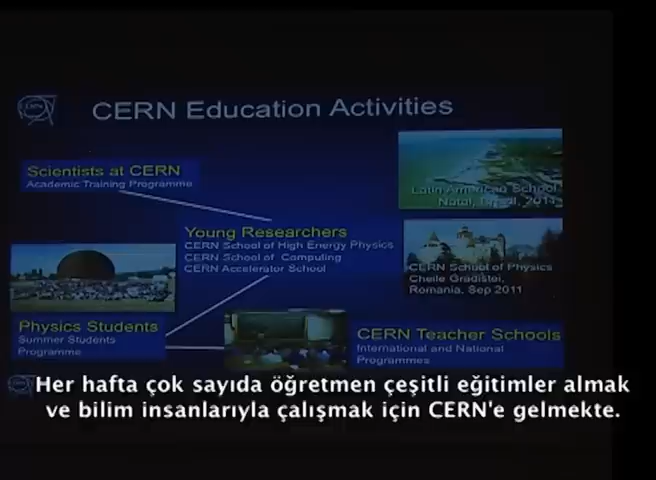 CERN Education Activities
Scientists at CERN
Academic Training Programme
Latin American School
Natal, Brazil, 2011
Young Researchers
CERN School of High Energy Physics
CERN School of Computing
CERN Accelerator School
CERN School of Physics
Cheile Gradistei,
Romania, Sep 2011
Physics Students
Summer Students
Programme
CERN Teacher Schools
International and National
Programmes
Her hafta çok sayıda öğretmen çeşitli eğitimler almak
ve bilim insanlarıyla çalışmak için CERN'e gelmekte.